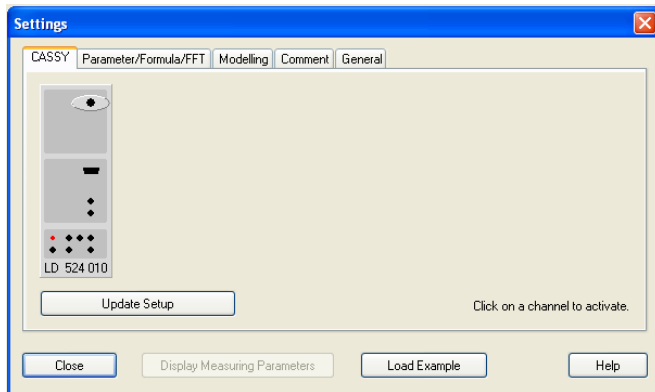 Settings
CASSY Parameter/Formula/FFT Modelling Comment General
LD 524 010
Update Setup Click on a channel to activate.
Close Display Measuring Parameters Load Example Help